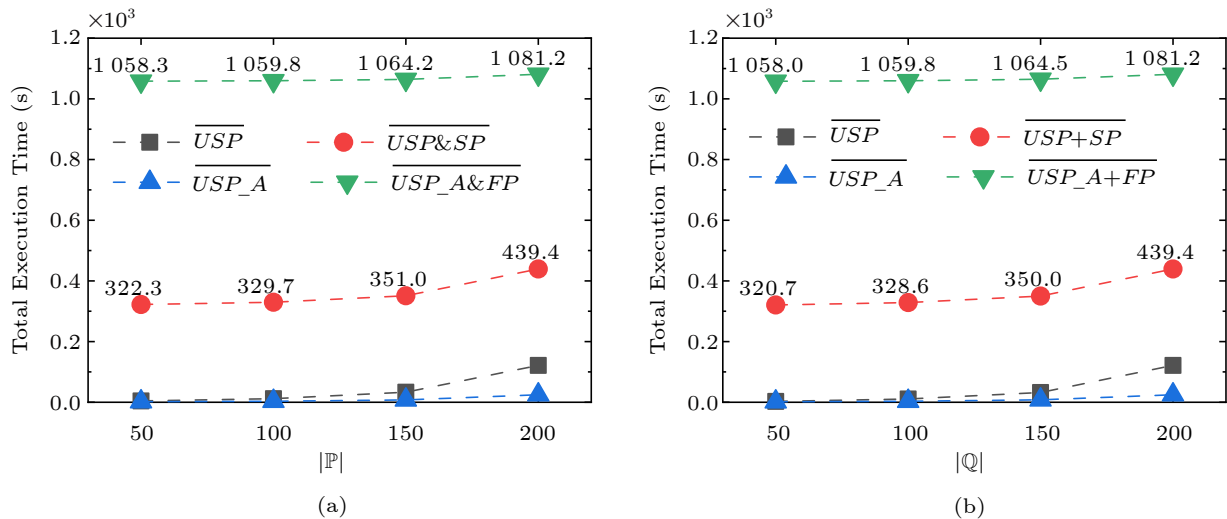 ×10³
1.2
1.0
0.8
0.6
0.4
0.2
0.0
Total Execution Time (s)
1 058.3
1 059.8
1 064.2
1 081.2
USP
USP&SP
USP_A
USP_A&FP
322.3
329.7
351.0
439.4
50
100
150
200
|ℙ|
(a)
×10³
1.2
1.0
0.8
0.6
0.4
0.2
0.0
Total Execution Time (s)
1 058.0
1 059.8
1 064.5
1 081.2
USP
USP+SP
USP_A
USP_A+FP
320.7
328.6
350.0
439.4
50
100
150
200
|ℚ|
(b)